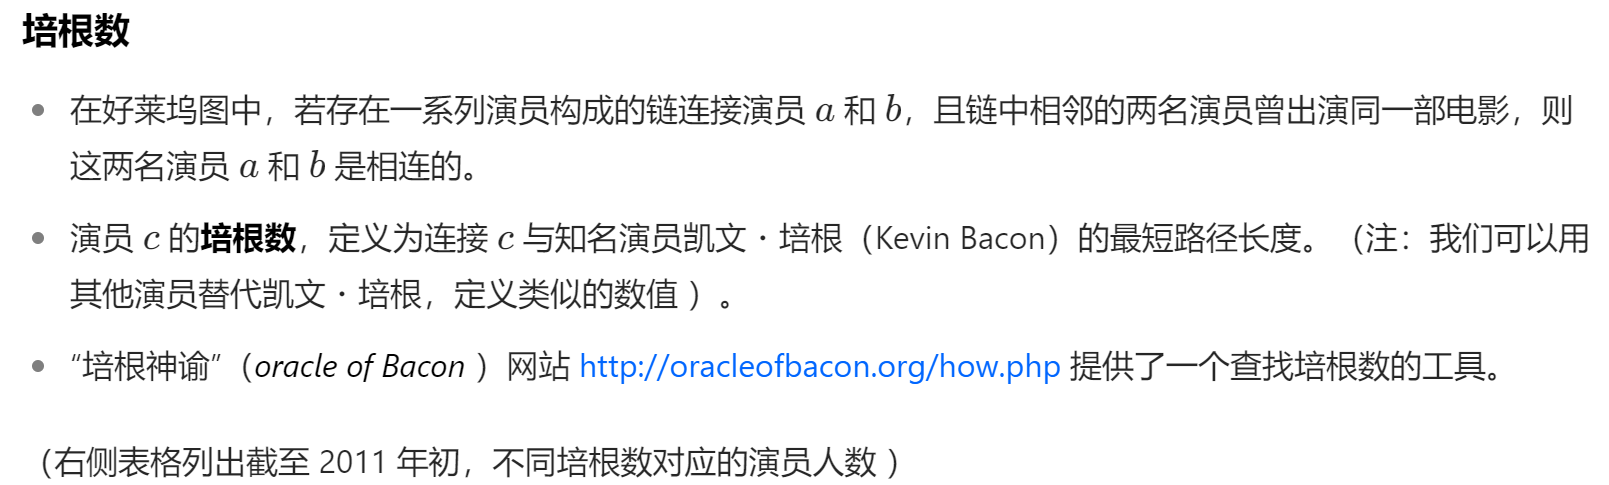 培根数
在好莱坞图中，若存在一系列演员构成的链连接演员 a 和 b，且链中相邻的两名演员曾出演同一部电影，则
这两名演员 a 和 b 是相连的。
演员 c 的培根数，定义为连接 c 与知名演员凯文·培根（Kevin Bacon）的最短路径长度。（注：我们可以用
其他演员替代凯文·培根，定义类似的数值 ）。
“培根神谕”（oracle of Bacon ）网站 http://oracleofbacon.org/how.php 提供了一个查找培根数的工具。
（右侧表格列出截至 2011 年初，不同培根数对应的演员人数 ）